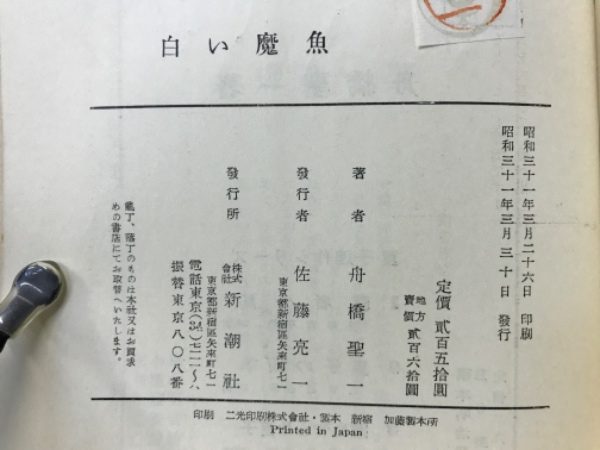 白い魔魚
昭和三十一年三月二十六日 印刷
昭和三十一年三月三十日 發行
定價 貳百五拾圓
地方賣價 貳百六拾圓
著者 舟橋聖一
發行者 佐藤亮一
東京都新宿區矢來町七一
發行所 株式會社 新潮社
東京都新宿區矢來町七一
電話東京(34)七一一一~八
振替東京八〇八番
亂丁、落丁のものは本社又はお買求
めの書店にてお取替へいたします。
印刷 二光印刷株式會社・製本 新宿 加藤製本所
Printed in Japan